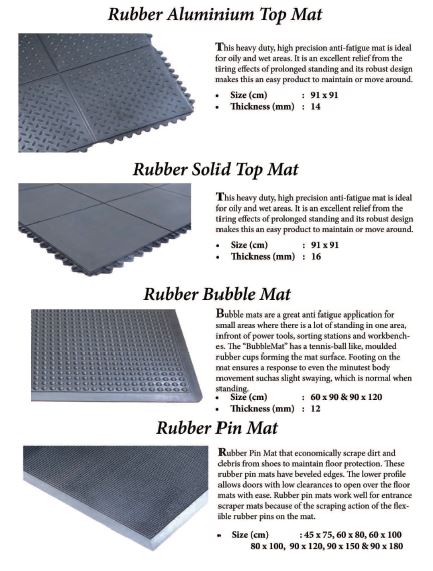 Rubber Aluminium Top Mat
This heavy duty, high precision anti-fatigue mat is ideal
for oily and wet areas. It is an excellent relief from the
tiiring effects of prolonged standing and its robust design
makes this an easy product to maintain or move around.
• Size (cm) : 91 x 91
• Thickness (mm) : 14
Rubber Solid Top Mat
This heavy duty, high precision anti-fatigue mat is ideal
for oily and wet areas. It is an excellent relief from the
tiiring effects of prolonged standing and its robust design
makes this an easy product to maintain or move around.
• Size (cm) : 91 x 91
• Thickness (mm) : 16
Rubber Bubble Mat
Bubble mats are a great anti fatigue application for
small areas where there is a lot of standing in one area,
infront of power tools, sorting stations and workbench-
es. The “BubbleMat” has a tennis-ball like, moulded
rubber cups forming the mat surface. Footing on the
mat ensures a response to even the minutest body
movement suchas slight swaying, which is normal when
standing.
• Size (cm) : 60 x 90 & 90 x 120
• Thickness (mm) : 12
Rubber Pin Mat
Rubber Pin Mat that economically scrape dirt and
debris from shoes to maintain floor protection. These
rubber pin mats have beveled edges. The lower profile
allows doors with low clearances to open over the floor
mats with ease. Rubber pin mats work well for entrance
scraper mats because of the scraping action of the flex-
ible rubber pins on the mat.
• Size (cm) : 45 x 75, 60 x 80, 60 x 100
80 x 100, 90 x 120, 90 x 150 & 90 x 180